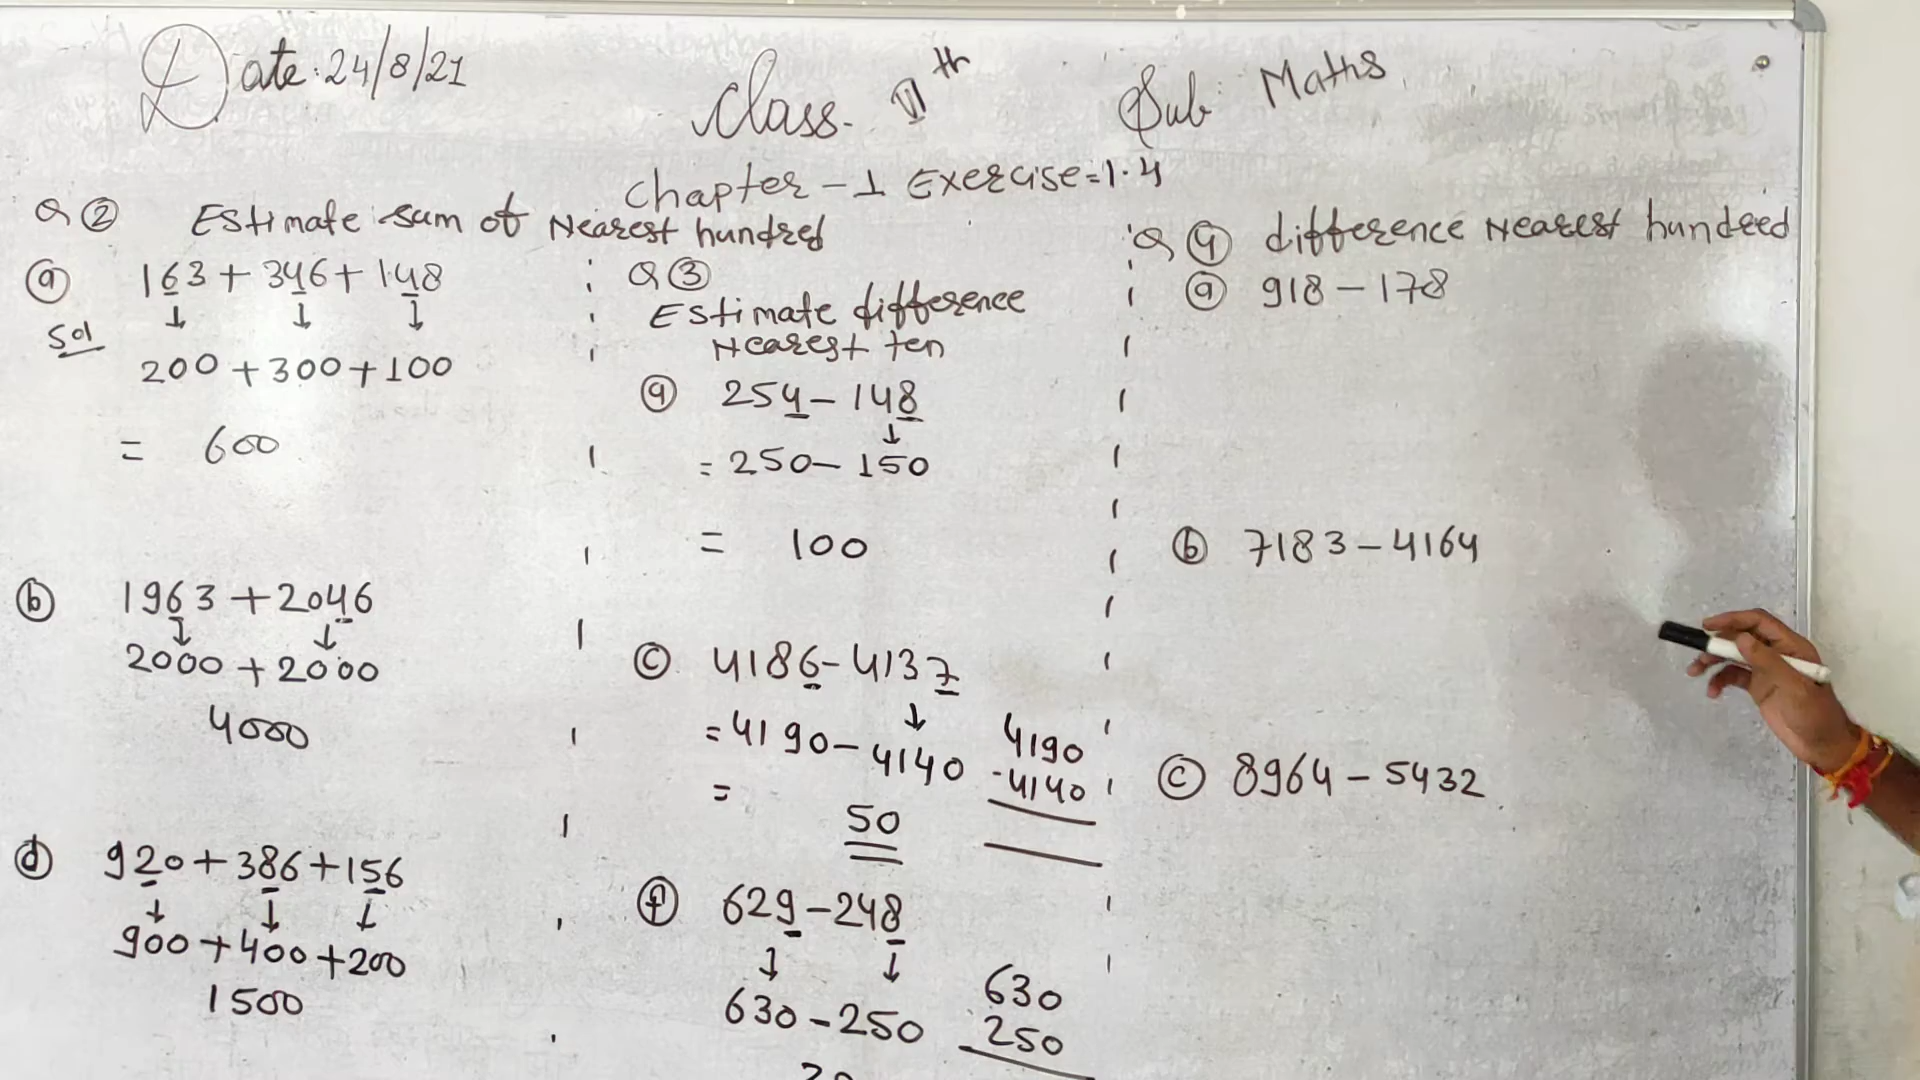 Date: 24/8/21
Class. VIth
Sub: Maths
Chapter - 1 Exercise = 1.4
Q ② Estimate sum of Nearest hundred
ⓐ 163 + 346 + 148
Sol
200 + 300 + 100
= 600
ⓑ 1963 + 2046
2000 + 2000
4000
ⓓ 920 + 386 + 156
900 + 400 + 200
1500
Q ③
Estimate difference
Nearest ten
ⓐ 254 - 148
= 250 - 150
= 100
ⓒ 4186 - 4137
= 4190 - 4140
= 50
4190
- 4140
ⓕ 629 - 248
630 - 250
630
250
Q ④ difference Nearest hundred
ⓐ 918 - 178
ⓑ 7183 - 4164
ⓒ 8964 - 5432